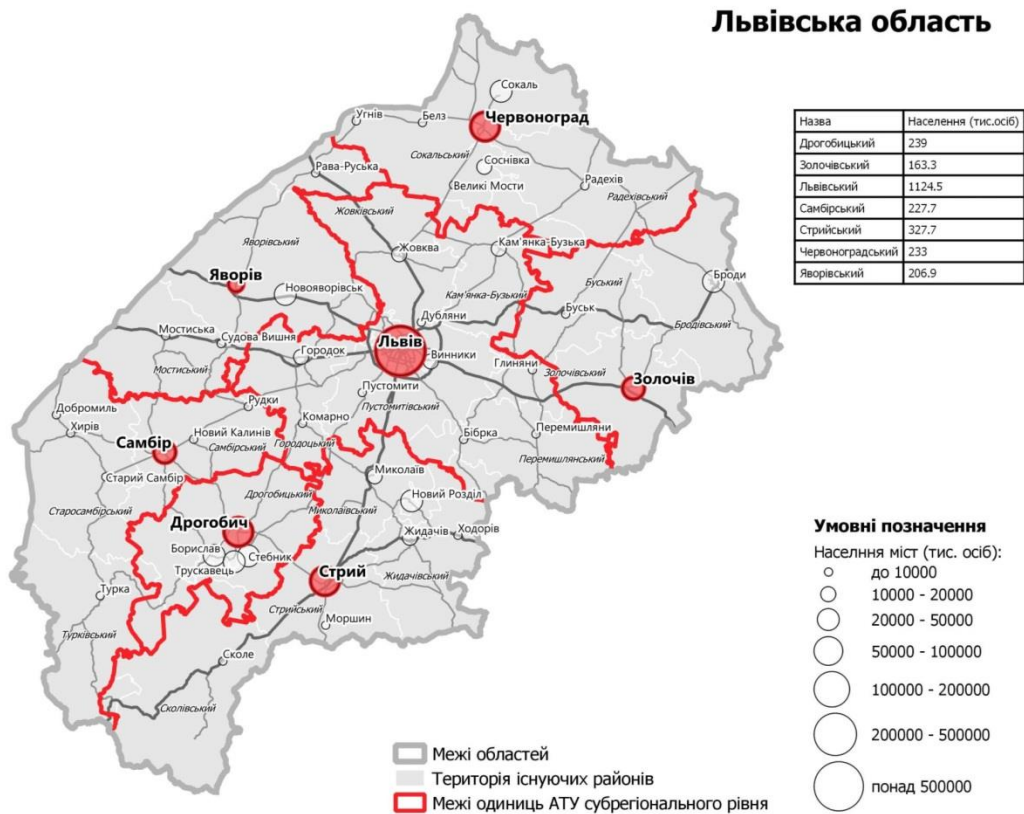 Львівська область
Назва Населення (тис.осіб)
Дрогобицький 239
Золочівський 163.3
Львівський 1124.5
Самбірський 227.7
Стрийський 327.7
Червоноградський 233
Яворівський 206.9
Сокаль
Угнів
Белз
Червоноград
Сокальський
Соснівка
Рава-Руська
Великі Мости
Радехів
Радехівський
Жовківський
Яворівський
Жовква
Кам'янка-Бузька
Яворів
Новояворівськ
Кам'янка-Бузький
Буський
Броди
Дубляни
Буськ
Бродівський
Мостиська
Судова Вишня
Львів
Городок
Винники
Мостиський
Глиняни
Золочівський
Золочів
Пустомити
Пустомитівський
Рудки
Добромиль
Комарно
Хирів
Новий Калинів
Самбір
Самбірський
Городоцький
Бібрка
Перемишляни
Перемишлянський
Старий Самбір
Миколаїв
Дрогобицький
Новий Розділ
Старосамбірський
Миколаївський
Дрогобич
Жидачів
Ходорів
Борислав
Стебник
Трускавець
Стрий
Жидачівський
Турка
Стрийський
Моршин
Турківський
Сколе
Сколівський
Умовні позначення
Населння міст (тис. осіб):
до 10000
10000 - 20000
20000 - 50000
50000 - 100000
100000 - 200000
200000 - 500000
понад 500000
Межі областей
Територія існуючих районів
Межі одиниць АТУ субрегіонального рівня